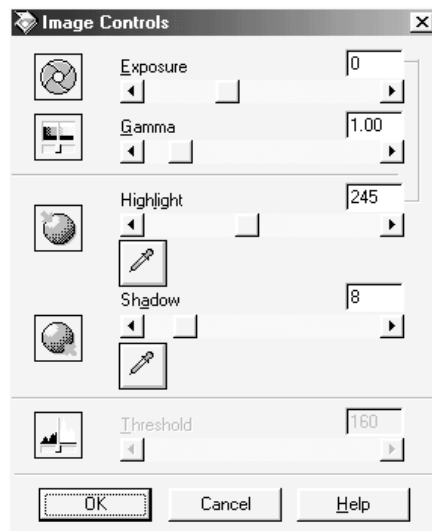 Image Controls
Exposure
0
Gamma
1.00
Highlight
245
Shadow
8
Threshold
160
OK
Cancel
Help